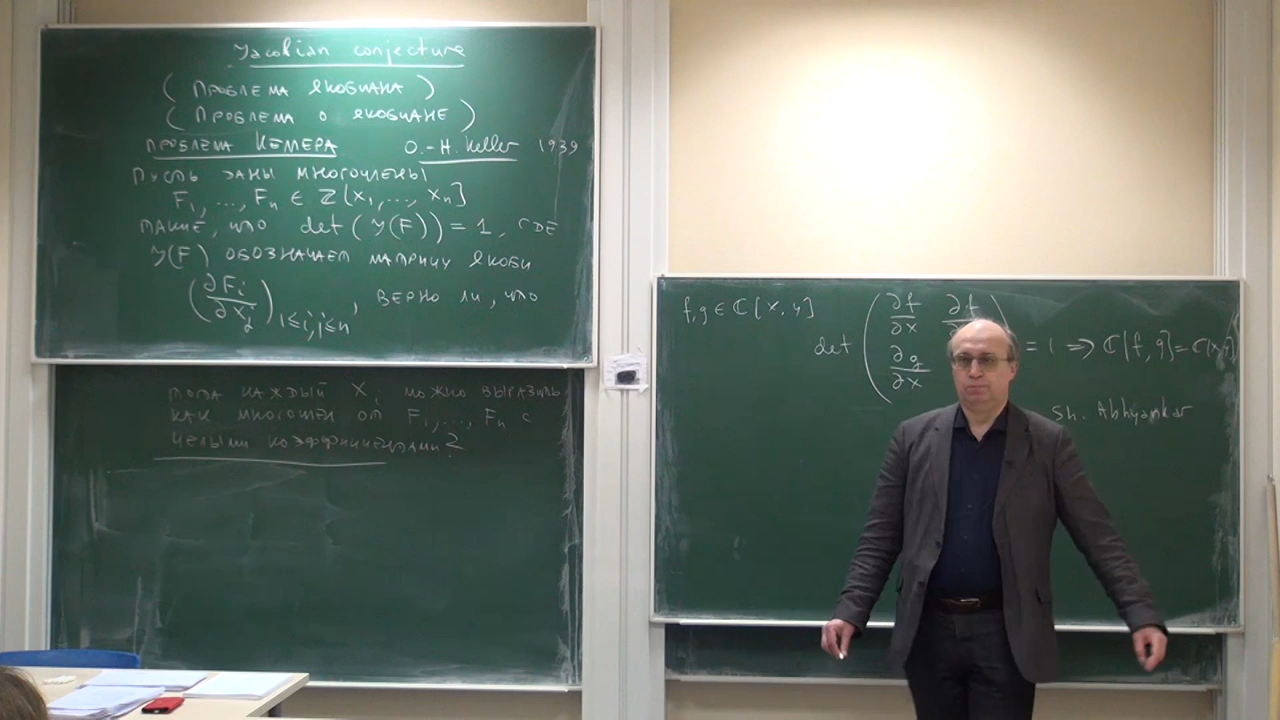 Jacobian conjecture
(Проблема Якобиана)
(Проблема о якобиане)
Проблема Келлера O.-H. Keller 1939
Пусть даны многочлены
F₁, ..., Fₙ ∈ ℤ[x₁, ..., xₙ]
такие, что det(J(F)) = 1, где
J(F) обозначает матрицу Якоби
(∂Fᵢ/∂xⱼ)₁≤i,j≤n, верно ли, что
тогда каждый Xᵢ можно выразить
как многочлен от F₁, ..., Fₙ с
целыми коэффициентами?
f, g ∈ ℂ[x, y]
det ( ∂f/∂x ∂f/
∂g/∂x ) = 1 ⇒ ℂ[f, g] = ℂ[x, y]
Sh. Abhyankar